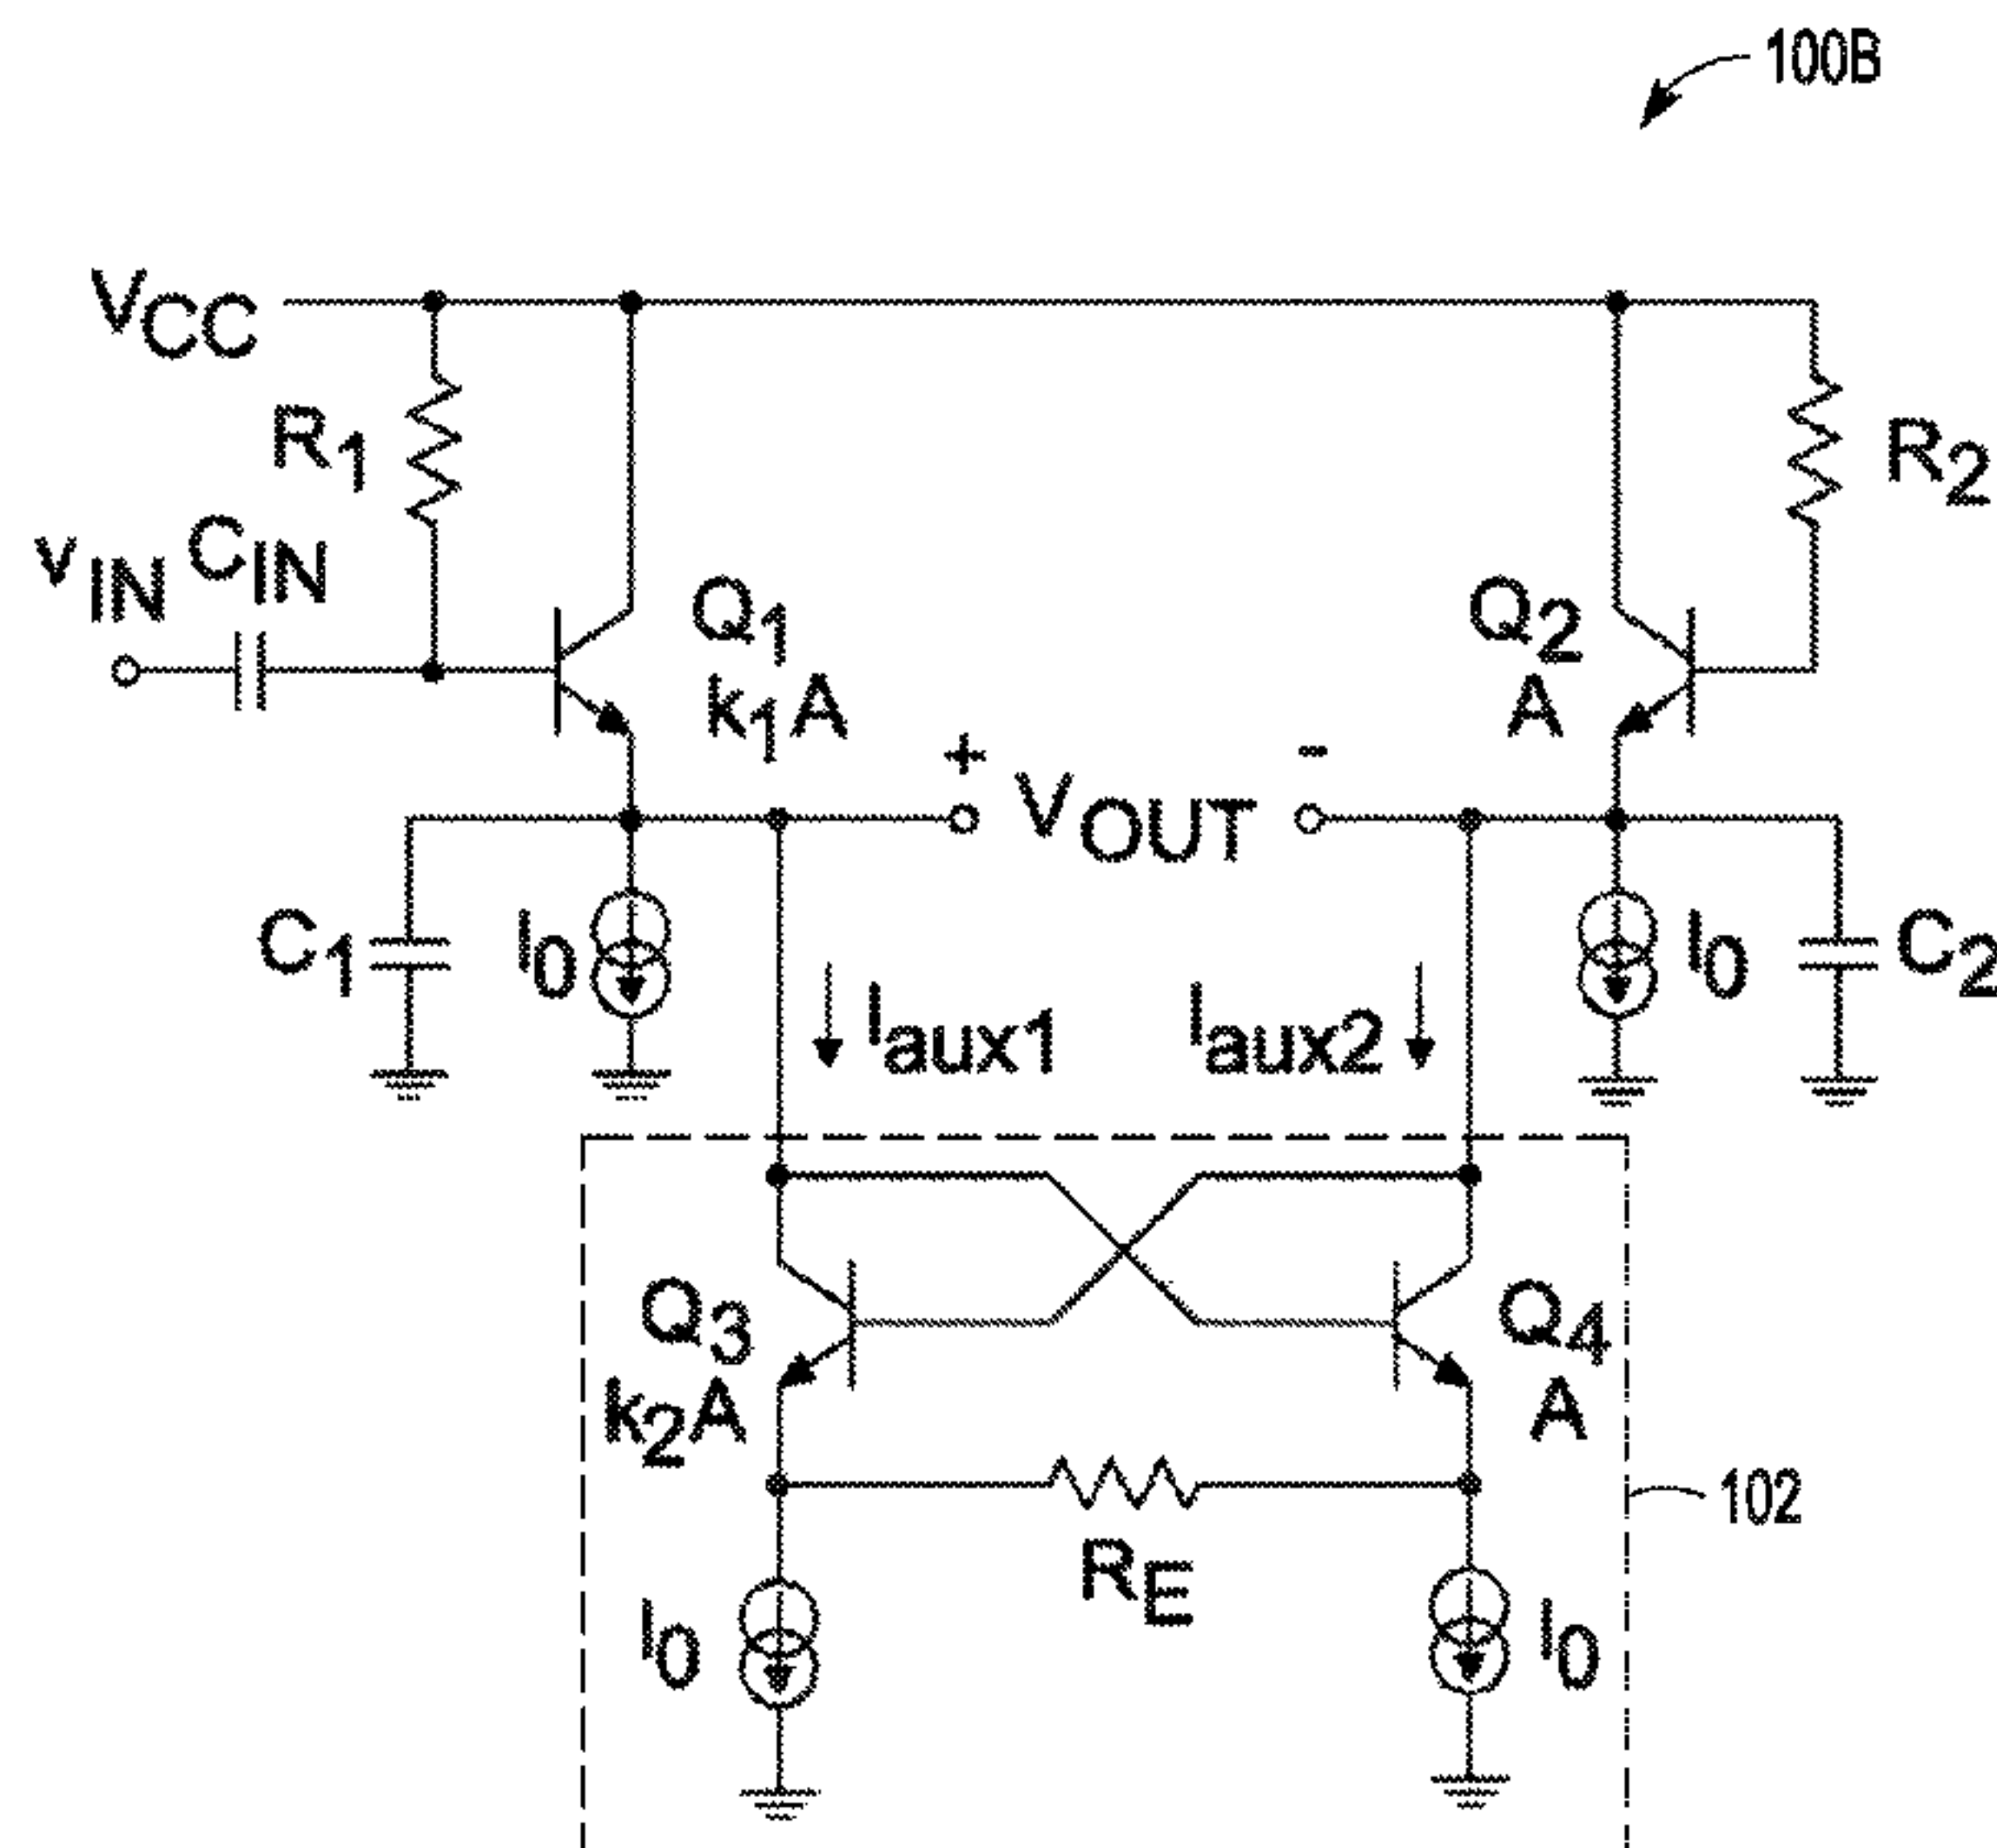 100B
VCC
R1
R2
vIN CIN
Q1
k1A
Q2
A
+ VOUT -
C1
I0
I0
C2
Iaux1
Iaux2
Q3
k2A
Q4
A
RE
102
I0
I0